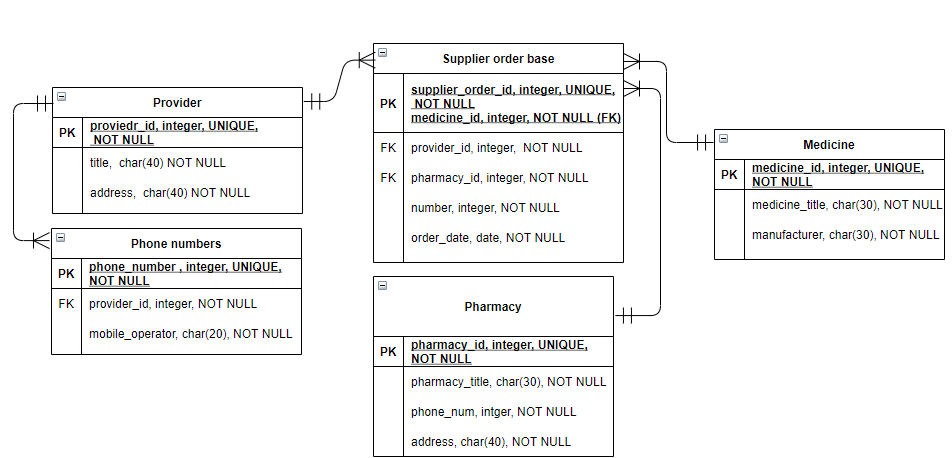 Supplier order base
PK
supplier_order_id, integer, UNIQUE,
NOT NULL
medicine_id, integer, NOT NULL (FK)
FK
provider_id, integer, NOT NULL
FK
pharmacy_id, integer, NOT NULL
number, integer, NOT NULL
order_date, date, NOT NULL
Provider
PK
proviedr_id, integer, UNIQUE,
NOT NULL
title, char(40) NOT NULL
address, char(40) NOT NULL
Medicine
PK
medicine_id, integer, UNIQUE,
NOT NULL
medicine_title, char(30), NOT NULL
manufacturer, char(30), NOT NULL
Phone numbers
PK
phone_number , integer, UNIQUE,
NOT NULL
FK
provider_id, integer, NOT NULL
mobile_operator, char(20), NOT NULL
Pharmacy
PK
pharmacy_id, integer, UNIQUE,
NOT NULL
pharmacy_title, char(30), NOT NULL
phone_num, intger, NOT NULL
address, char(40), NOT NULL